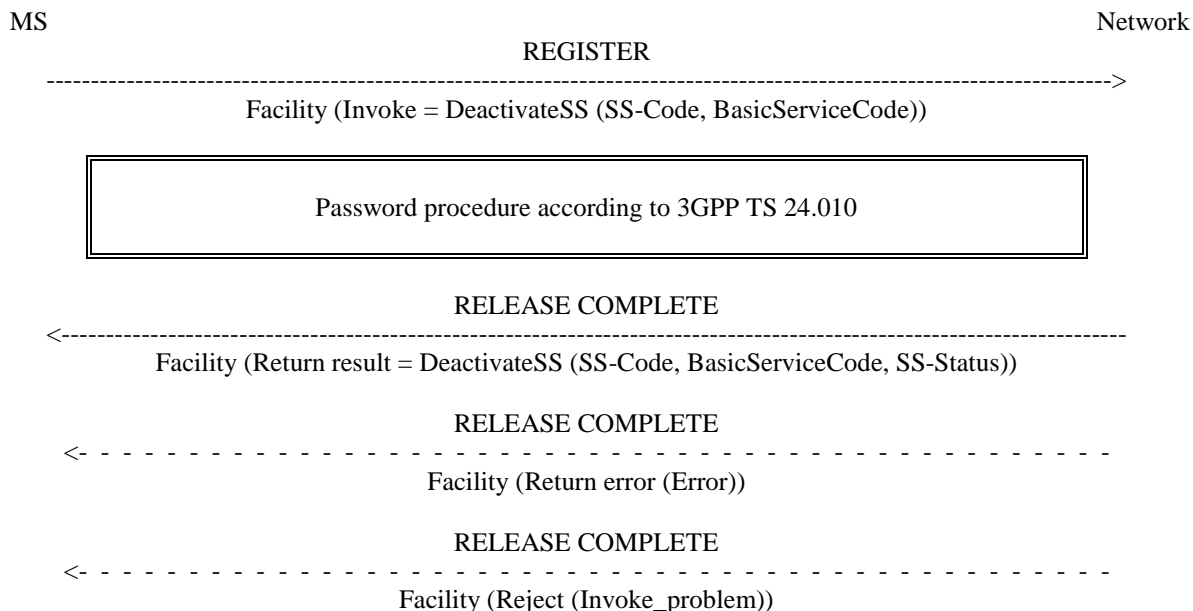 MS Network
REGISTER
------------------------------------------------------------------------------------------------------------------------>
Facility (Invoke = DeactivateSS (SS-Code, BasicServiceCode))
Password procedure according to 3GPP TS 24.010
RELEASE COMPLETE
<------------------------------------------------------------------------------------------------------------------------
Facility (Return result = DeactivateSS (SS-Code, BasicServiceCode, SS-Status))
RELEASE COMPLETE
<- - - - - - - - - - - - - - - - - - - - - - - - - - - - - - - - - - - - - - - - - - - - - - - - -
Facility (Return error (Error))
RELEASE COMPLETE
<- - - - - - - - - - - - - - - - - - - - - - - - - - - - - - - - - - - - - - - - - - - - - - - - -
Facility (Reject (Invoke_problem))